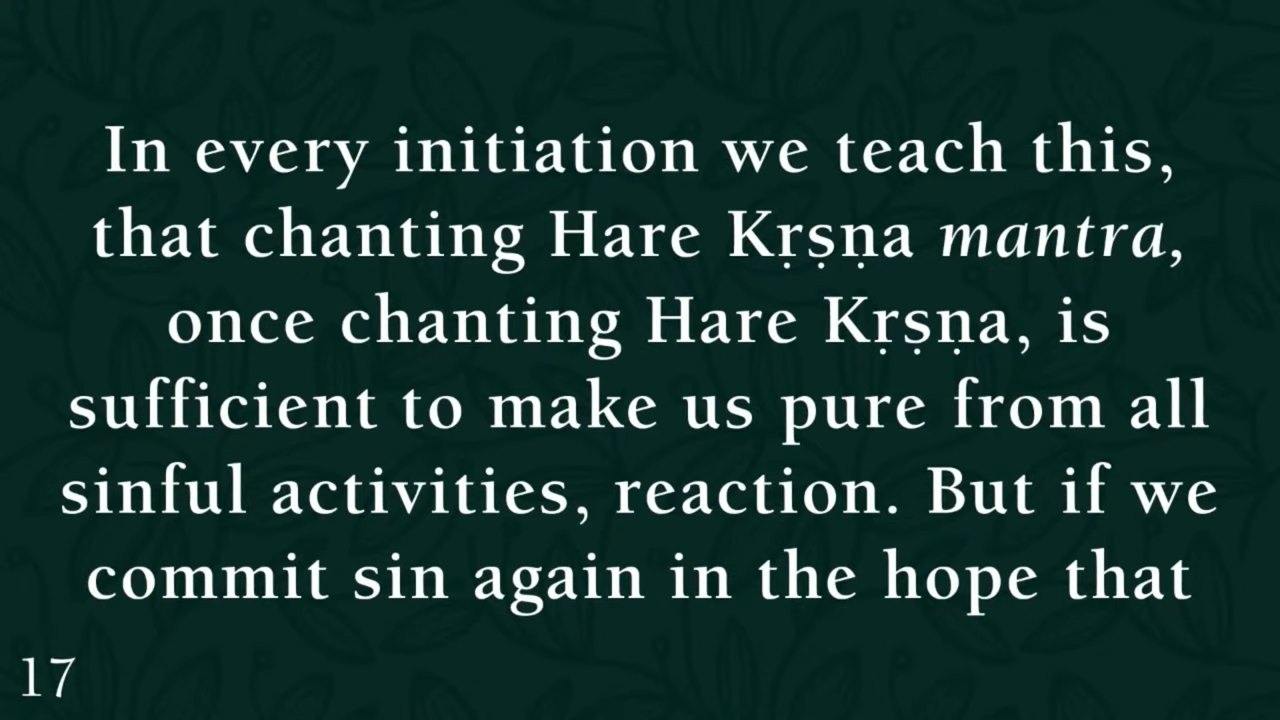 In every initiation we teach this,
that chanting Hare Kṛṣṇa mantra,
once chanting Hare Kṛṣṇa, is
sufficient to make us pure from all
sinful activities, reaction. But if we
commit sin again in the hope that
17